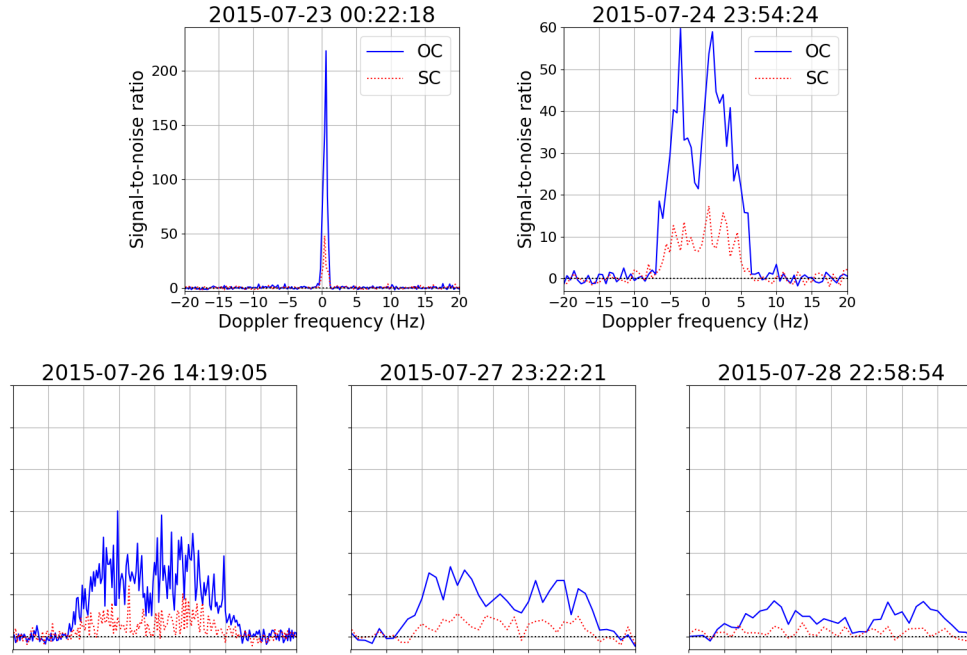 2015-07-23 00:22:18
Signal-to-noise ratio
200
150
100
50
0
OC
SC
−20 −15 −10 −5 0 5 10 15 20
Doppler frequency (Hz)
2015-07-24 23:54:24
Signal-to-noise ratio
60
50
40
30
20
10
0
OC
SC
−20 −15 −10 −5 0 5 10 15 20
Doppler frequency (Hz)
2015-07-26 14:19:05
2015-07-27 23:22:21
2015-07-28 22:58:54